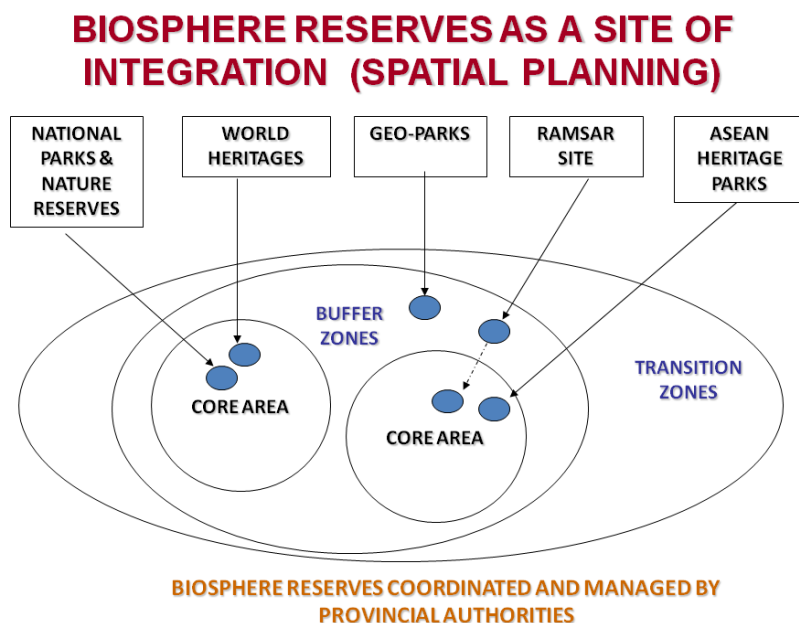 BIOSPHERE RESERVES AS A SITE OF
INTEGRATION (SPATIAL PLANNING)
NATIONAL
PARKS &
NATURE
RESERVES
WORLD
HERITAGES
GEO-PARKS
RAMSAR
SITE
ASEAN
HERITAGE
PARKS
BUFFER
ZONES
TRANSITION
ZONES
CORE AREA
CORE AREA
BIOSPHERE RESERVES COORDINATED AND MANAGED BY
PROVINCIAL AUTHORITIES